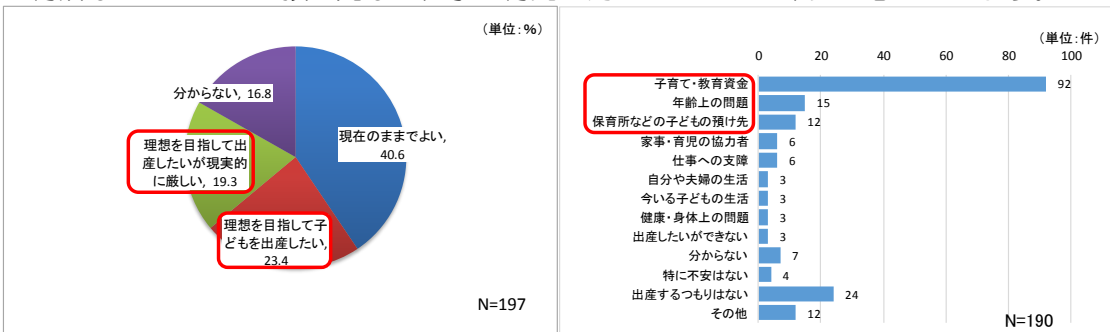 (単位:%)
分からない, 16.8
現在のままでよい,
40.6
理想を目指して出
産したいが現実的
に厳しい, 19.3
理想を目指して子
どもを出産したい,
23.4
N=197
(単位:件)
0 20 40 60 80 100
子育て・教育資金 92
年齢上の問題 15
保育所などの子どもの預け先 12
家事・育児の協力者 6
仕事への支障 6
自分や夫婦の生活 3
今いる子どもの生活 3
健康・身体上の問題 3
出産したいができない 3
分からない 7
特に不安はない 4
出産するつもりはない 24
その他 12
N=190